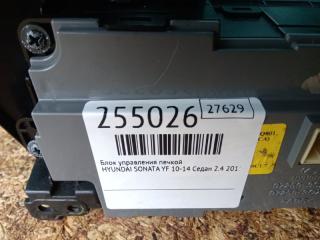 255026
27629
Блок управления печкой
HYUNDAI SONATA YF 10-14 Седан 2.4 201